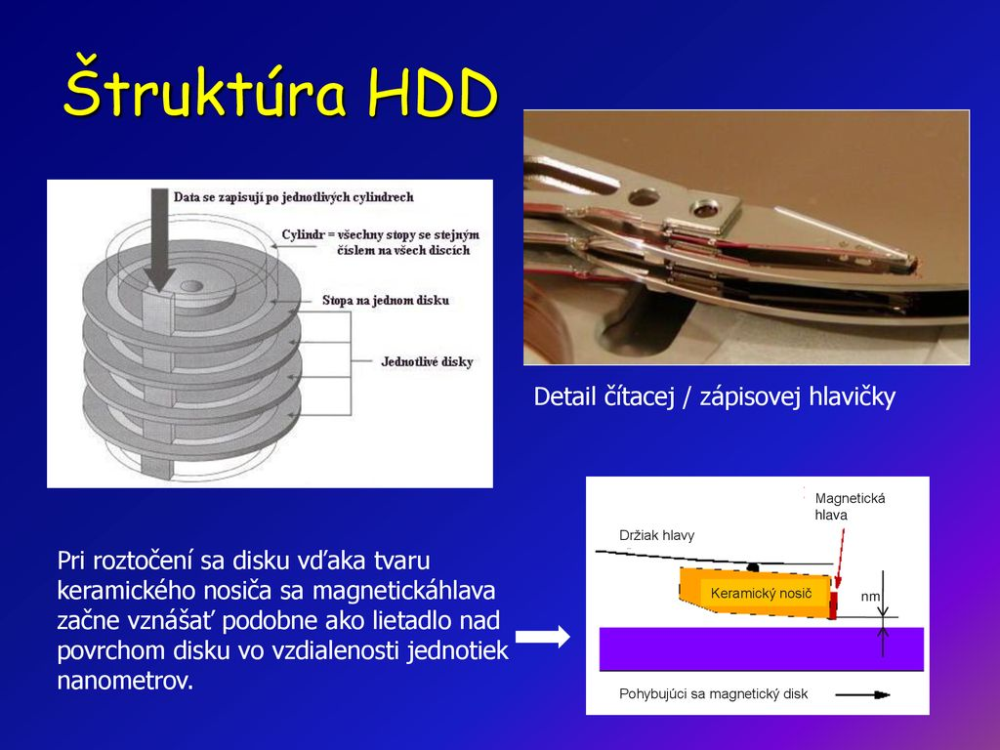 Štruktúra HDD
Data se zapisují po jednotlivých cylindrech
Cylindr = všechny stopy se stejným
číslem na všech discích
Stopa na jednom disku
Jednotlivé disky
Detail čítacej / zápisovej hlavičky
Pri roztočení sa disku vďaka tvaru
keramického nosiča sa magnetickáhlava
začne vznášať podobne ako lietadlo nad
povrchom disku vo vzdialenosti jednotiek
nanometrov.
Magnetická
hlava
Držiak hlavy
Keramický nosič
nm
Pohybujúci sa magnetický disk